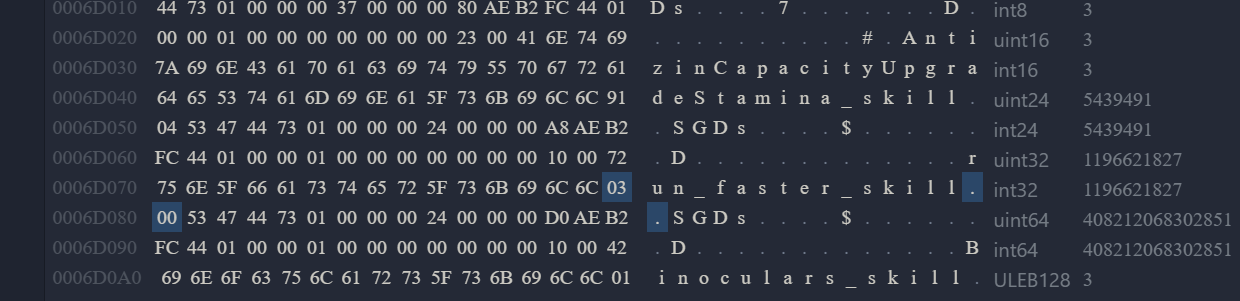 0006D010 44 73 01 00 00 00 37 00 00 00 80 AE B2 FC 44 01 D s . . . . 7 . . . . . . . D . int8 3
0006D020 00 00 01 00 00 00 00 00 00 00 23 00 41 6E 74 69 . . . . . . . . . . # . A n t i uint16 3
0006D030 7A 69 6E 43 61 70 61 63 69 74 79 55 70 67 72 61 z i n C a p a c i t y U p g r a int16 3
0006D040 64 65 53 74 61 6D 69 6E 61 5F 73 6B 69 6C 6C 91 d e S t a m i n a _ s k i l l . uint24 5439491
0006D050 04 53 47 44 73 01 00 00 00 24 00 00 00 A8 AE B2 . S G D s . . . . $ . . . . . . int24 5439491
0006D060 FC 44 01 00 00 01 00 00 00 00 00 00 00 10 00 72 . D . . . . . . . . . . . . . r uint32 1196621827
0006D070 75 6E 5F 66 61 73 74 65 72 5F 73 6B 69 6C 6C 03 u n _ f a s t e r _ s k i l l . int32 1196621827
0006D080 00 53 47 44 73 01 00 00 00 24 00 00 00 D0 AE B2 . S G D s . . . . $ . . . . . . uint64 408212068302851
0006D090 FC 44 01 00 00 01 00 00 00 00 00 00 00 10 00 42 . D . . . . . . . . . . . . . B int64 408212068302851
0006D0A0 69 6E 6F 63 75 6C 61 72 73 5F 73 6B 69 6C 6C 01 i n o c u l a r s _ s k i l l . ULEB128 3